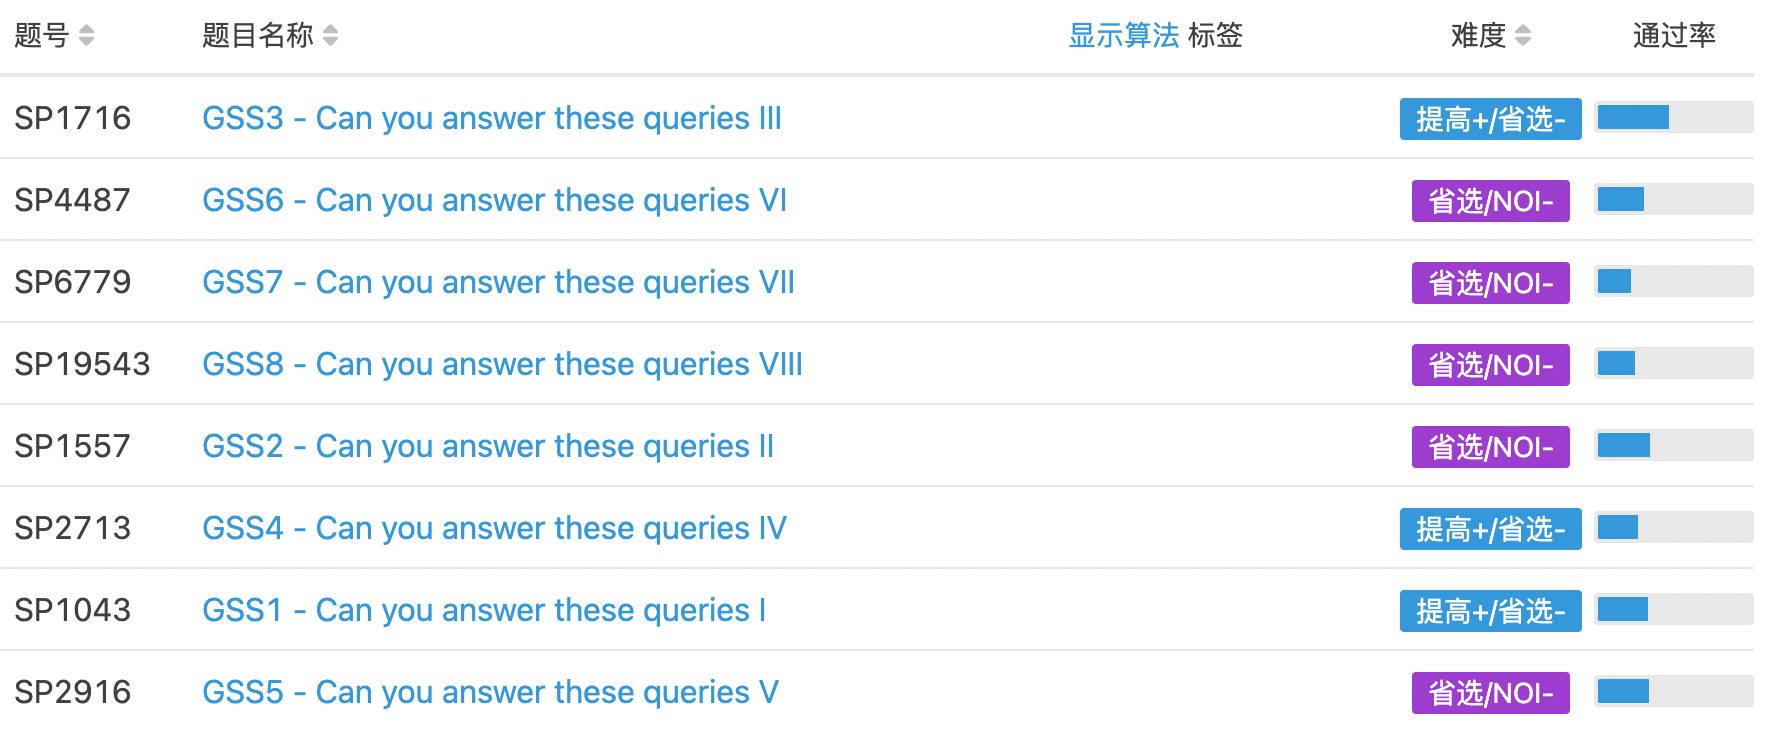 题号 题目名称 显示算法 标签 难度 通过率
SP1716 GSS3 - Can you answer these queries III 提高+/省选-
SP4487 GSS6 - Can you answer these queries VI 省选/NOI-
SP6779 GSS7 - Can you answer these queries VII 省选/NOI-
SP19543 GSS8 - Can you answer these queries VIII 省选/NOI-
SP1557 GSS2 - Can you answer these queries II 省选/NOI-
SP2713 GSS4 - Can you answer these queries IV 提高+/省选-
SP1043 GSS1 - Can you answer these queries I 提高+/省选-
SP2916 GSS5 - Can you answer these queries V 省选/NOI-